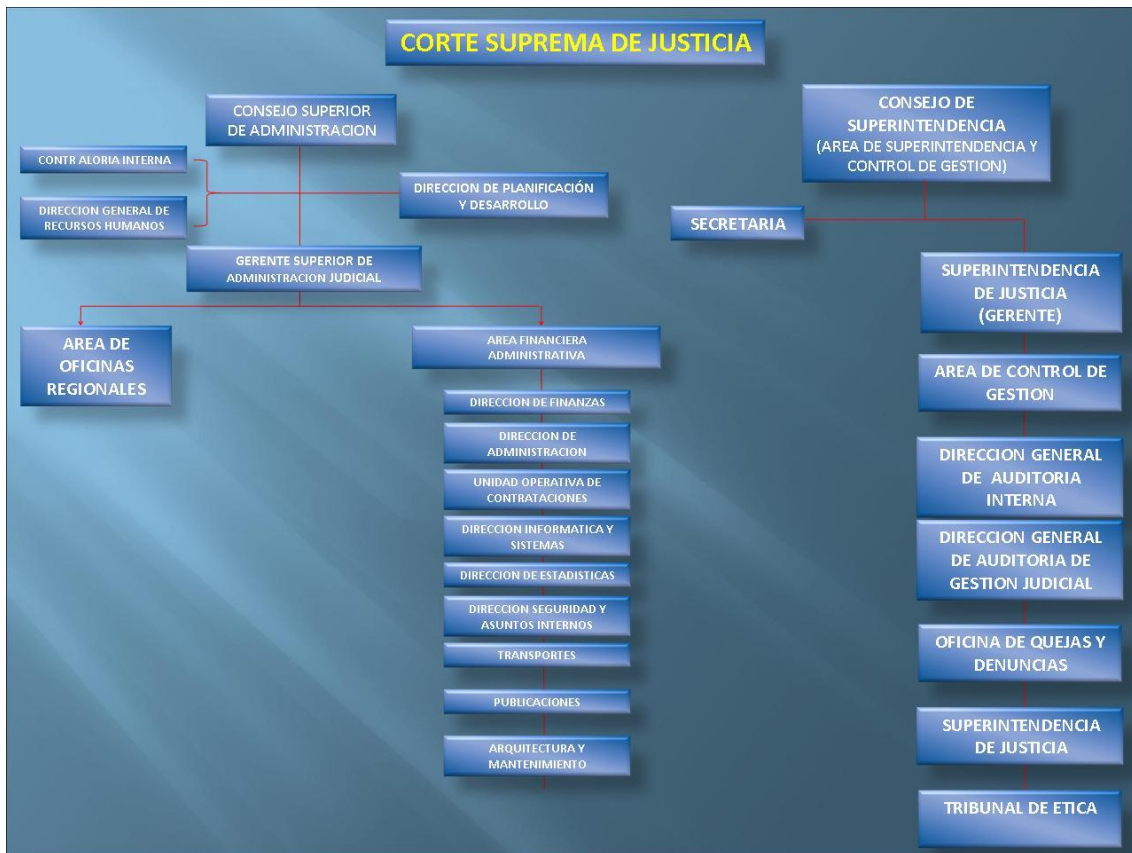 CORTE SUPREMA DE JUSTICIA
CONSEJO SUPERIOR
DE ADMINISTRACION
CONTR ALORIA INTERNA
DIRECCION GENERAL DE
RECURSOS HUMANOS
DIRECCION DE PLANIFICACIÓN
Y DESARROLLO
GERENTE SUPERIOR DE
ADMINISTRACION JUDICIAL
AREA DE
OFICINAS
REGIONALES
AREA FINANCIERA
ADMINISTRATIVA
DIRECCION DE FINANZAS
DIRECCION DE
ADMINISTRACION
UNIDAD OPERATIVA DE
CONTRATACIONES
DIRECCION INFORMATICA Y
SISTEMAS
DIRECCION DE ESTADISTICAS
DIRECCION SEGURIDAD Y
ASUNTOS INTERNOS
TRANSPORTES
PUBLICACIONES
ARQUITECTURA Y
MANTENIMIENTO
CONSEJO DE
SUPERINTENDENCIA
(AREA DE SUPERINTENDENCIA Y
CONTROL DE GESTION)
SECRETARIA
SUPERINTENDENCIA
DE JUSTICIA
(GERENTE)
AREA DE CONTROL DE
GESTION
DIRECCION GENERAL
DE AUDITORIA
INTERNA
DIRECCION GENERAL
DE AUDITORIA DE
GESTION JUDICIAL
OFICINA DE QUEJAS Y
DENUNCIAS
SUPERINTENDENCIA
DE JUSTICIA
TRIBUNAL DE ETICA